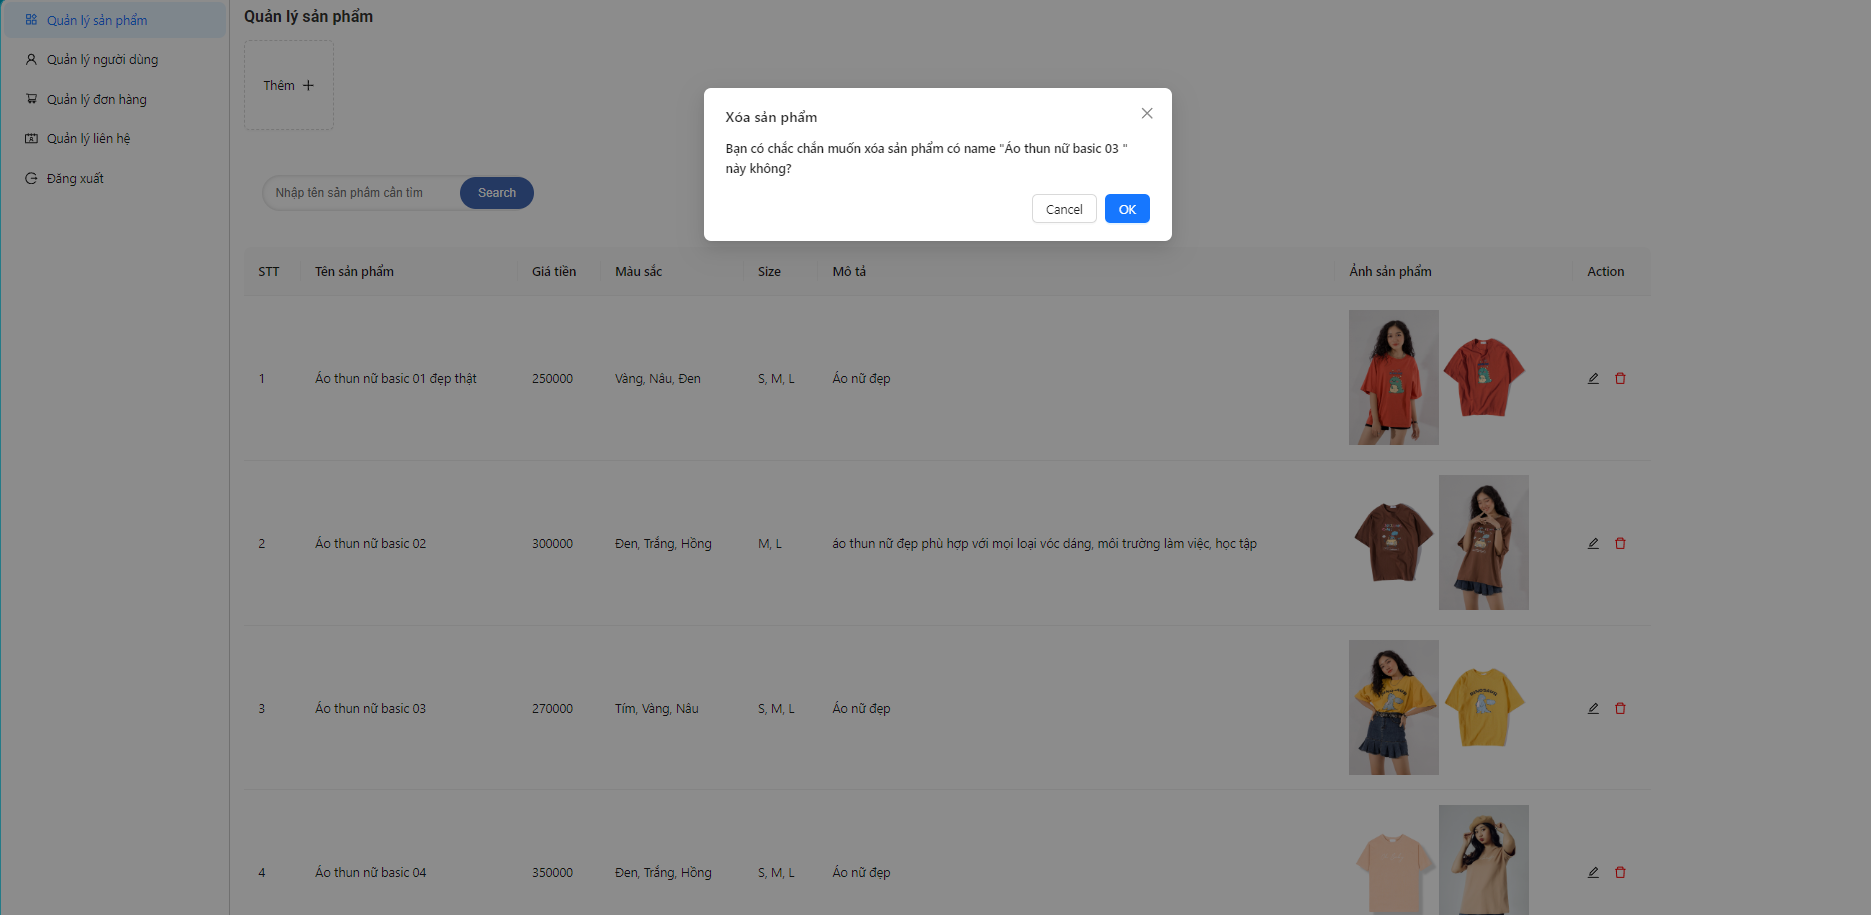 Quản lý sản phẩm
Quản lý người dùng
Quản lý đơn hàng
Quản lý liên hệ
Đăng xuất
Quản lý sản phẩm
Thêm
Xóa sản phẩm
Bạn có chắc chắn muốn xóa sản phẩm có name "Áo thun nữ basic 03 "
này không?
Cancel OK
Nhập tên sản phẩm cần tìm Search
STT Tên sản phẩm Giá tiền Màu sắc Size Mô tả Ảnh sản phẩm Action
1 Áo thun nữ basic 01 đẹp thật 250000 Vàng, Nâu, Đen S, M, L Áo nữ đẹp
2 Áo thun nữ basic 02 300000 Đen, Trắng, Hồng M, L áo thun nữ đẹp phù hợp với mọi loại vóc dáng, môi trường làm việc, học tập
3 Áo thun nữ basic 03 270000 Tím, Vàng, Nâu S, M, L Áo nữ đẹp
4 Áo thun nữ basic 04 350000 Đen, Trắng, Hồng S, M, L Áo nữ đẹp